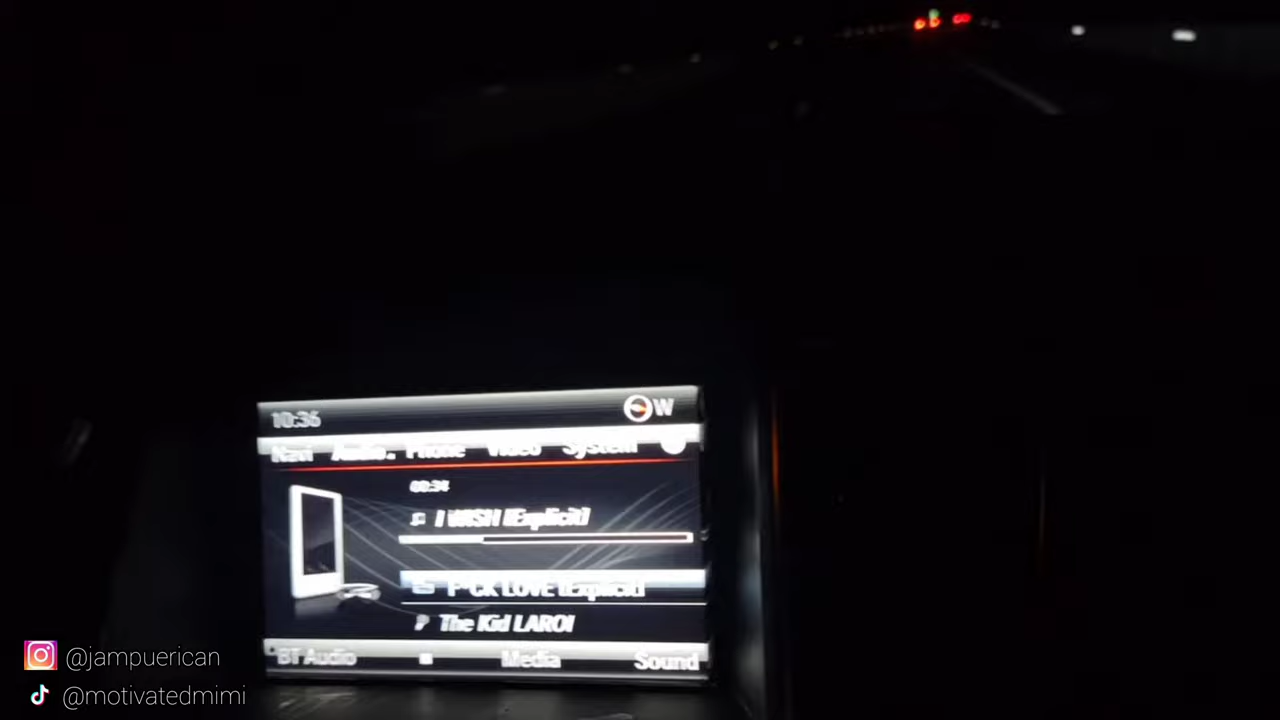 10:36
W
Navi Audio. Phone Video System
00:34
I WISH [Explicit]
F*CK LOVE [Explicit]
The Kid LAROI
BT Audio Media Sound
@jampuerican
@motivatedmimi